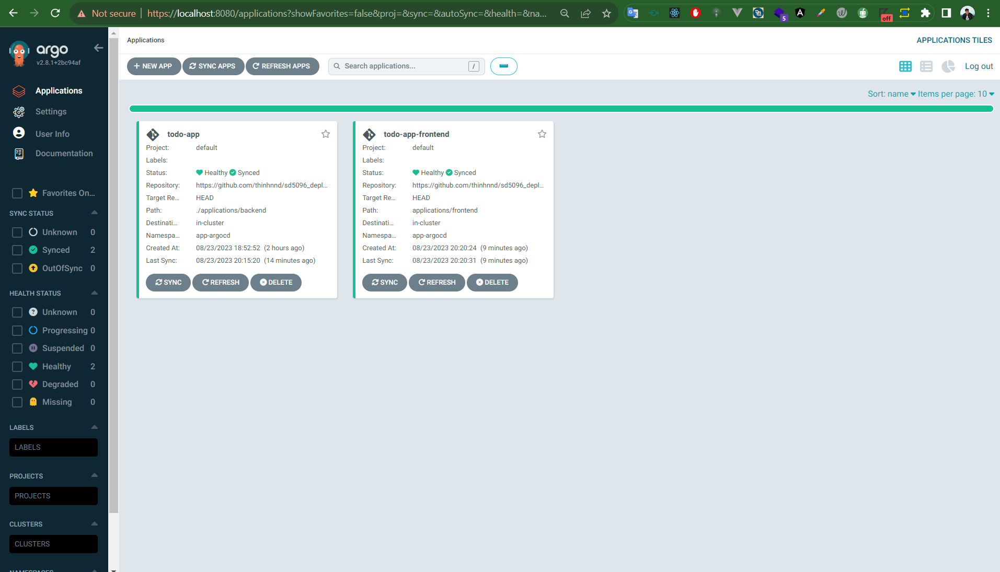 Not secure | https://localhost:8080/applications?showFavorites=false&proj=&sync=&autoSync=&health=&na...
5
off
argo
v2.8.1+2bc94af
Applications
Settings
User Info
Documentation
Favorites On...
SYNC STATUS
Unknown 0
Synced 2
OutOfSync 0
HEALTH STATUS
Unknown 0
Progressing 0
Suspended 0
Healthy 2
Degraded 0
Missing 0
LABELS
LABELS
PROJECTS
PROJECTS
CLUSTERS
CLUSTERS
NAMESPACES
Applications
APPLICATIONS TILES
+ NEW APP
SYNC APPS
REFRESH APPS
Search applications...
/
Log out
Sort: name
Items per page: 10
todo-app
Project: default
Labels:
Status: Healthy Synced
Repository: https://github.com/thinhnnd/sd5096_depl...
Target Re... HEAD
Path: ./applications/backend
Destinati... in-cluster
Namespa... app-argocd
Created At: 08/23/2023 18:52:52 (2 hours ago)
Last Sync: 08/23/2023 20:15:20 (14 minutes ago)
SYNC REFRESH DELETE
todo-app-frontend
Project: default
Labels:
Status: Healthy Synced
Repository: https://github.com/thinhnnd/sd5096_depl...
Target Re... HEAD
Path: applications/frontend
Destinati... in-cluster
Namespa... app-argocd
Created At: 08/23/2023 20:20:24 (9 minutes ago)
Last Sync: 08/23/2023 20:20:31 (9 minutes ago)
SYNC REFRESH DELETE